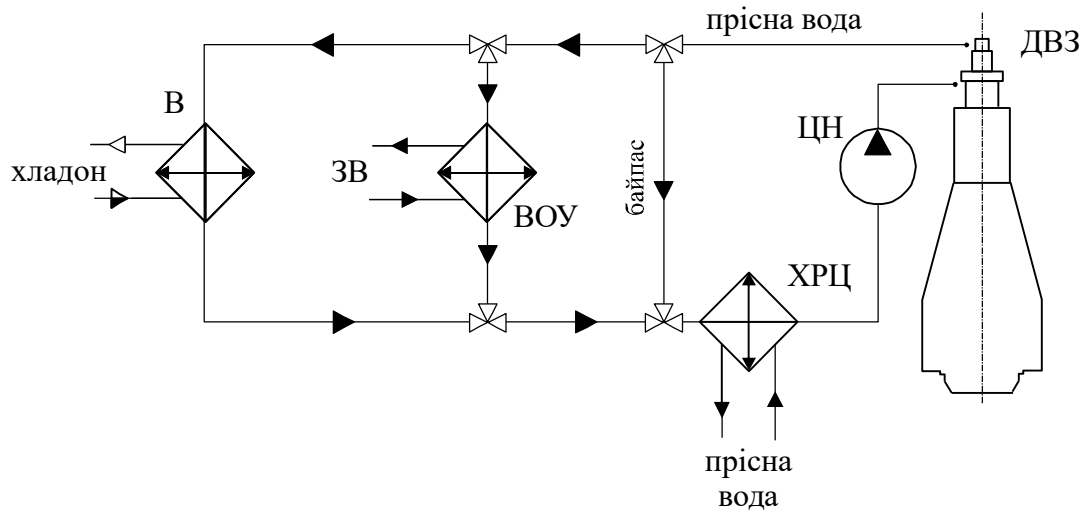 прісна вода
ДВЗ
В
ЦН
хладон
ЗВ
байпас
ВОУ
ХРЦ
прісна
вода